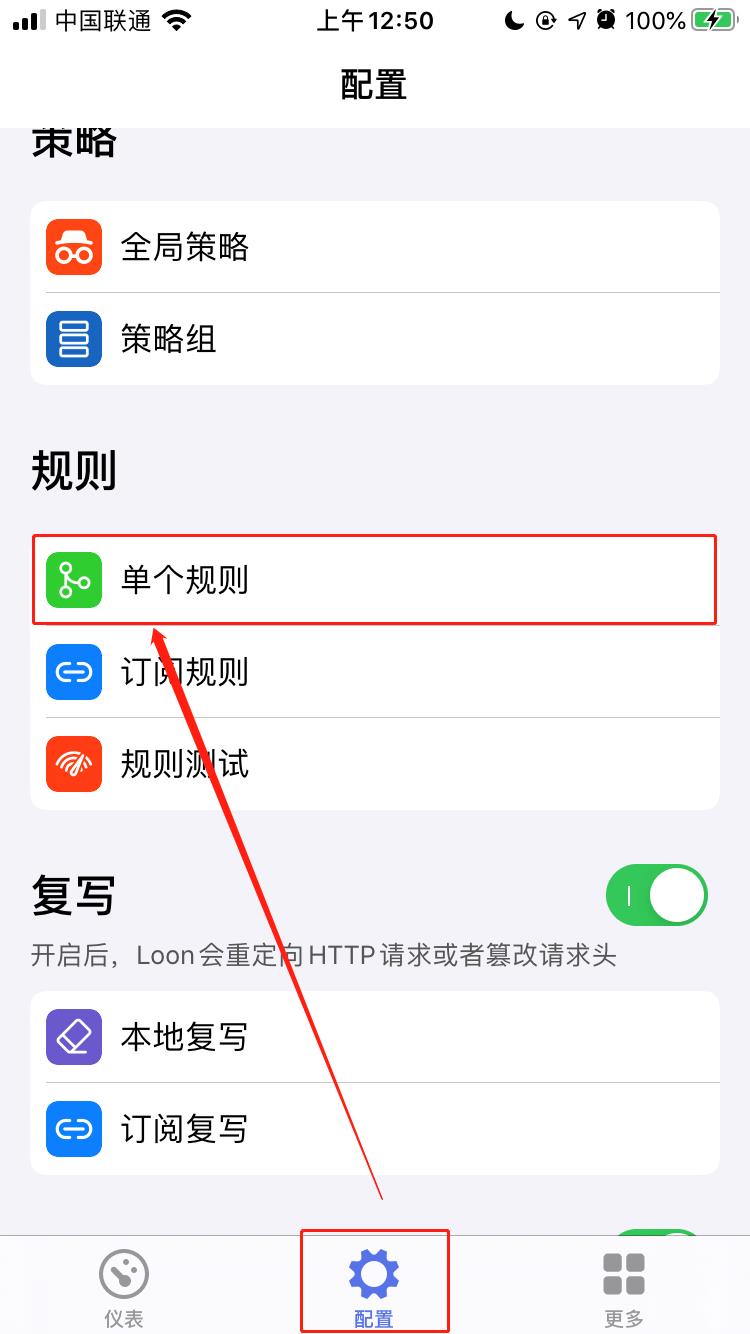 中国联通 上午12:50 100%
配置
策略
全局策略
策略组
规则
单个规则
订阅规则
规则测试
复写
开启后，Loon会重定向HTTP请求或者篡改请求头
本地复写
订阅复写
仪表 配置 更多